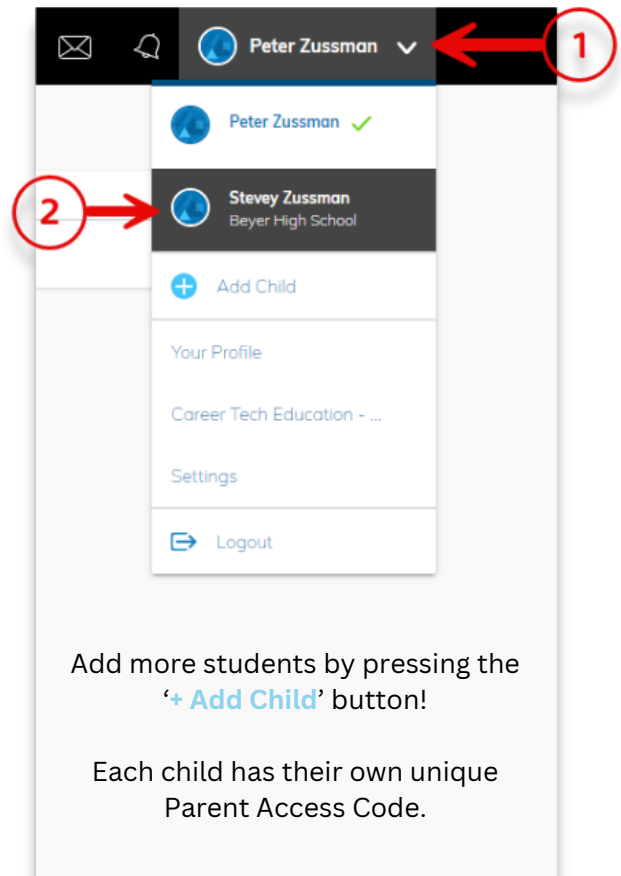 Peter Zussman
1
Peter Zussman
2
Stevey Zussman
Beyer High School
Add Child
Your Profile
Career Tech Education - ...
Settings
Logout
Add more students by pressing the
‘+ Add Child’ button!
Each child has their own unique
Parent Access Code.